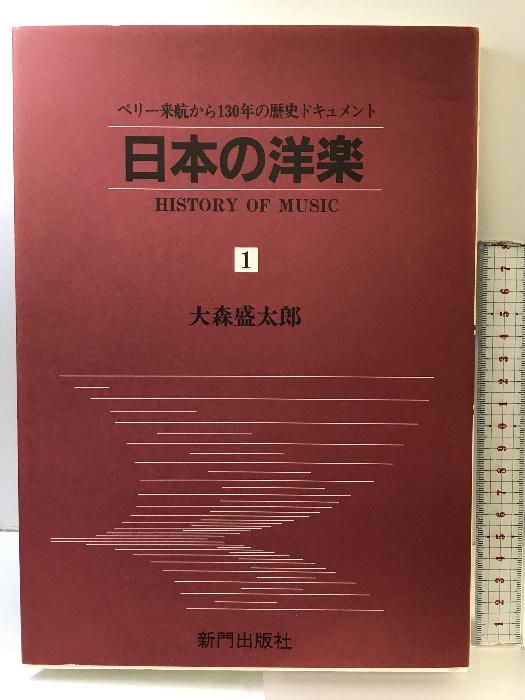 ペリー来航から130年の歴史ドキュメント
日本の洋楽
HISTORY OF MUSIC
1
大森盛太郎
新門出版社